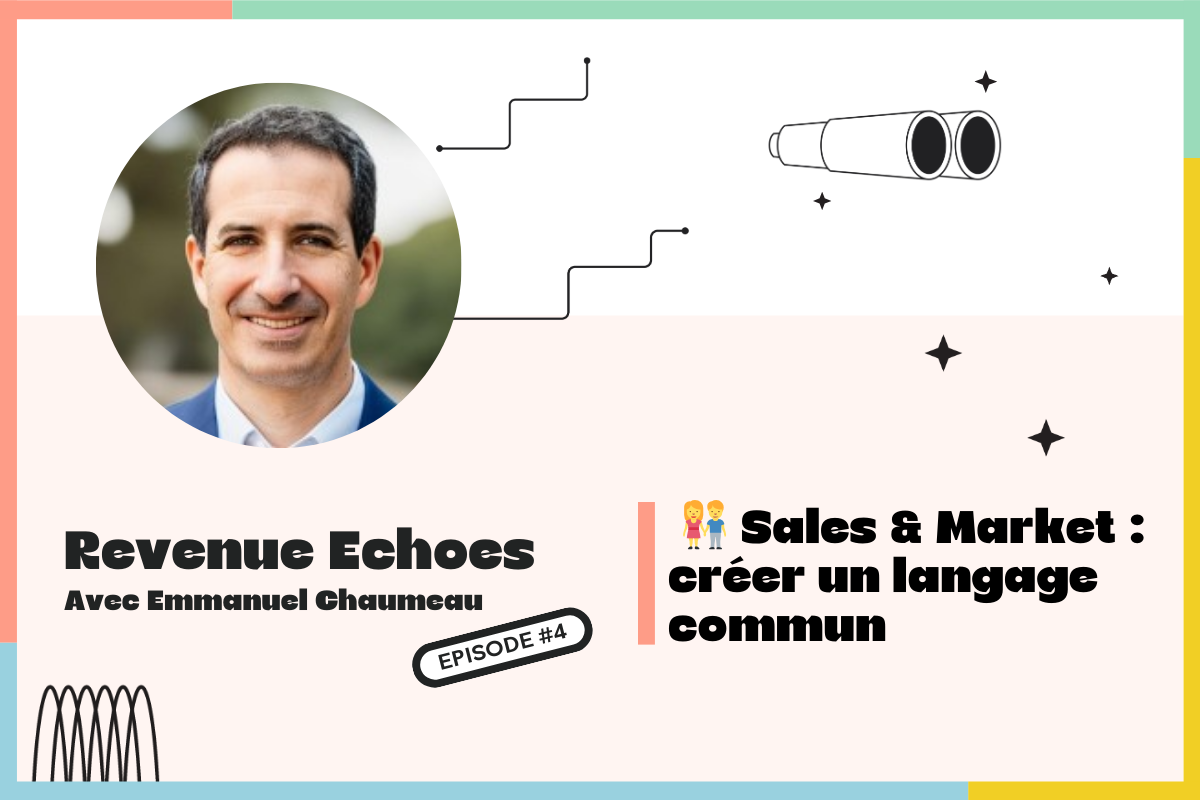 Revenue Echoes
Avec Emmanuel Chaumeau
EPISODE #4
👫 Sales & Market :
créer un langage
commun